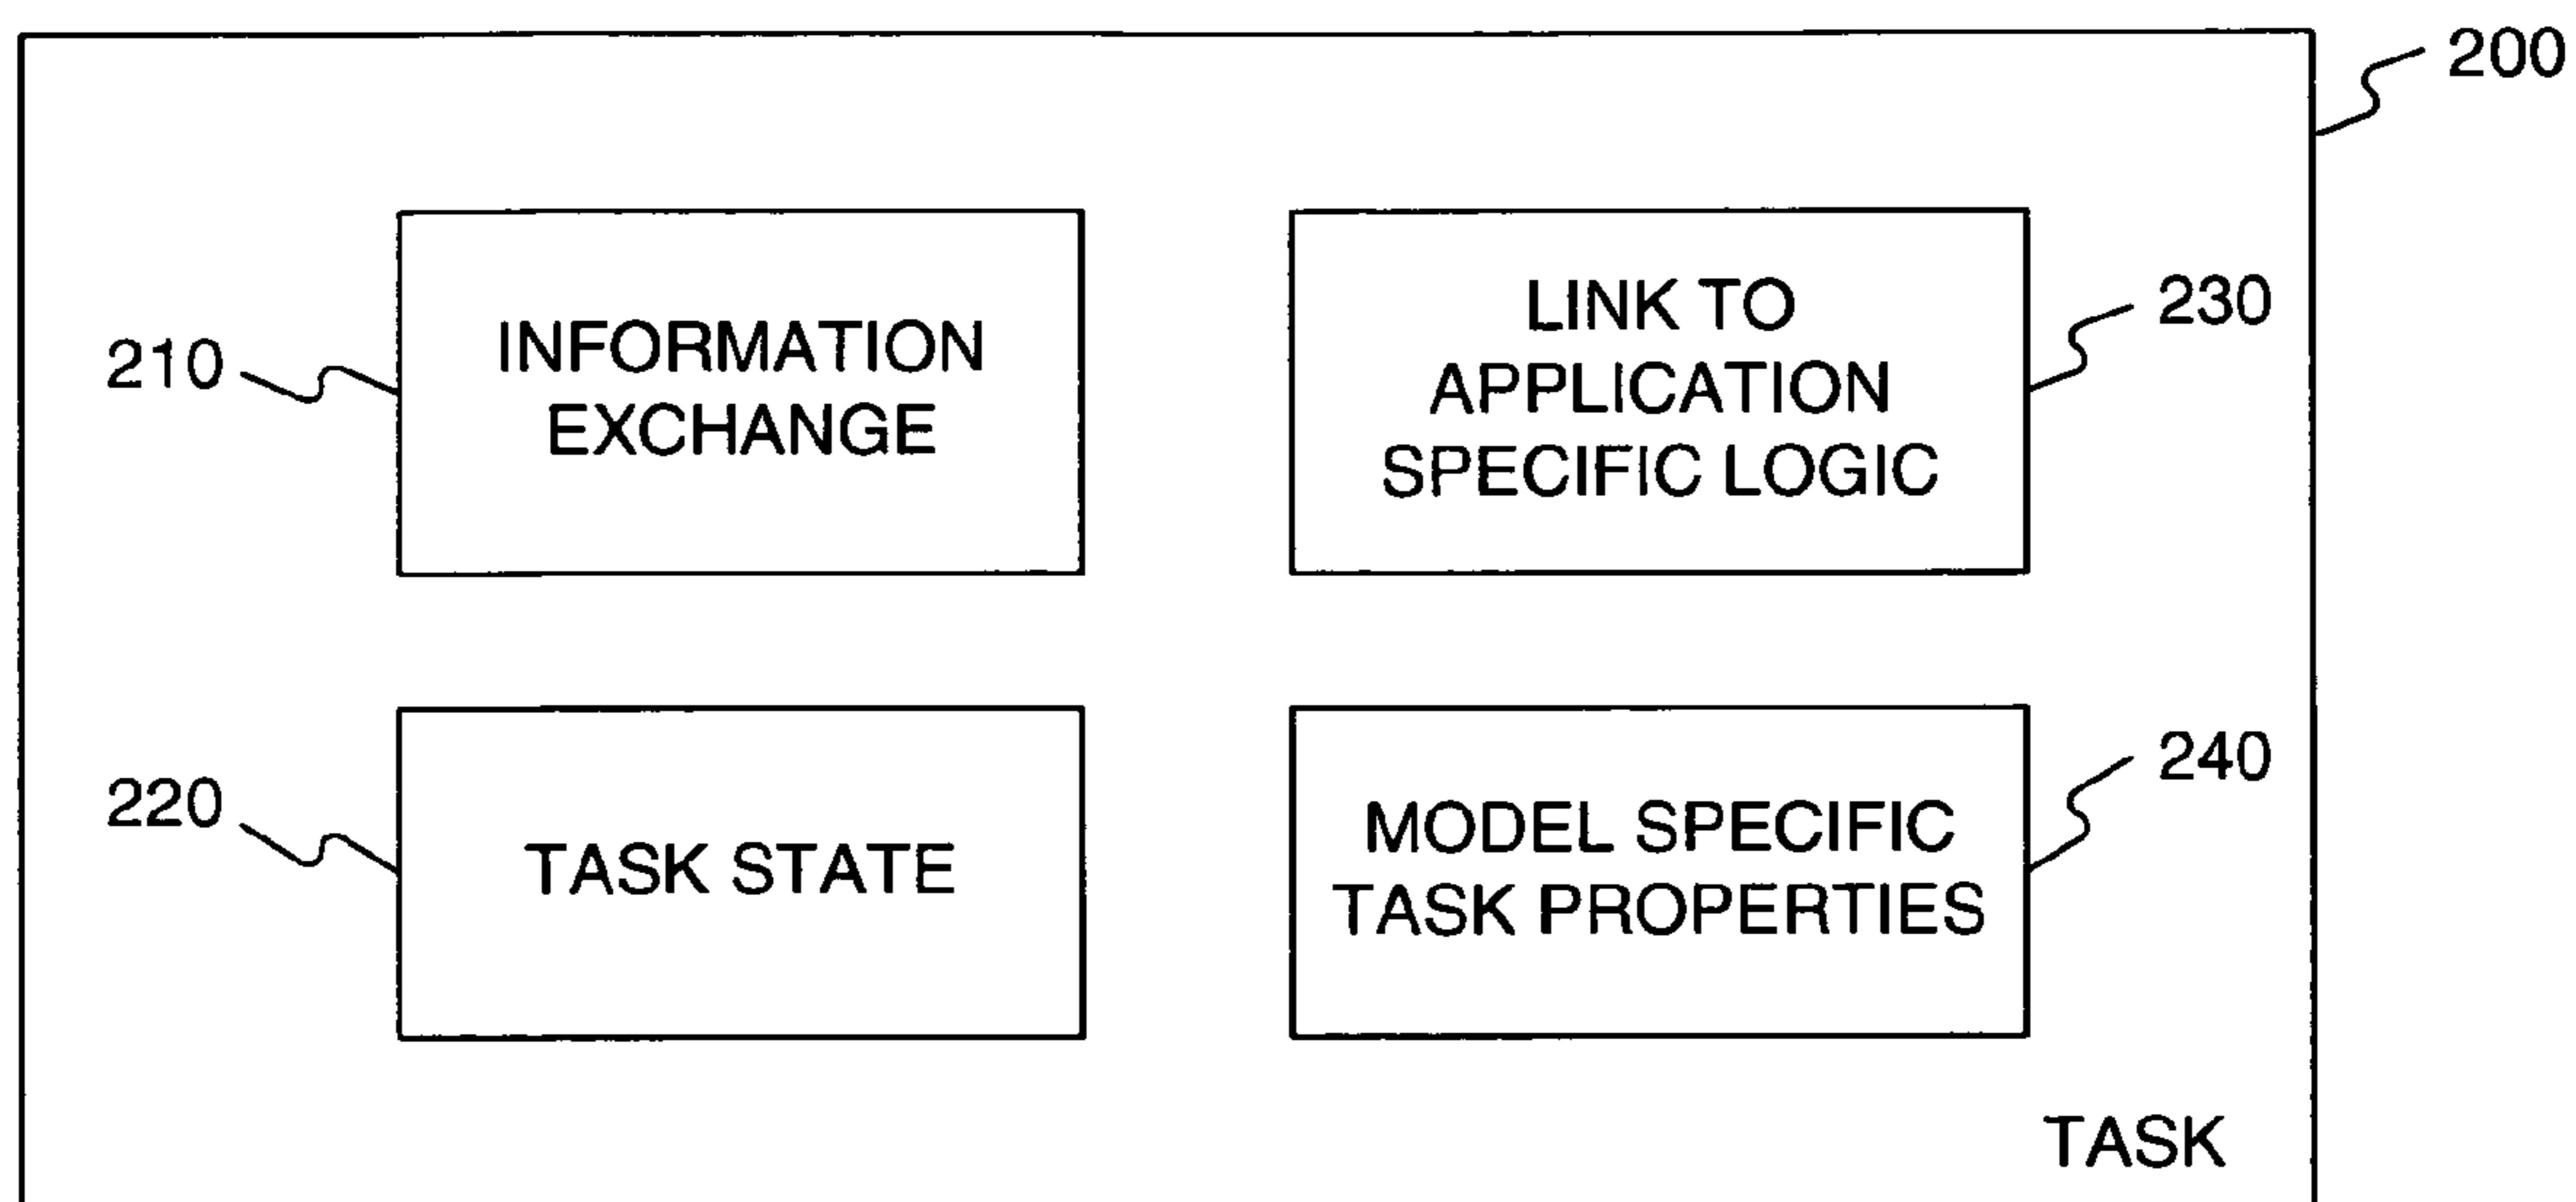 200
210
INFORMATION
EXCHANGE
LINK TO
APPLICATION
SPECIFIC LOGIC
230
220
TASK STATE
MODEL SPECIFIC
TASK PROPERTIES
240
TASK